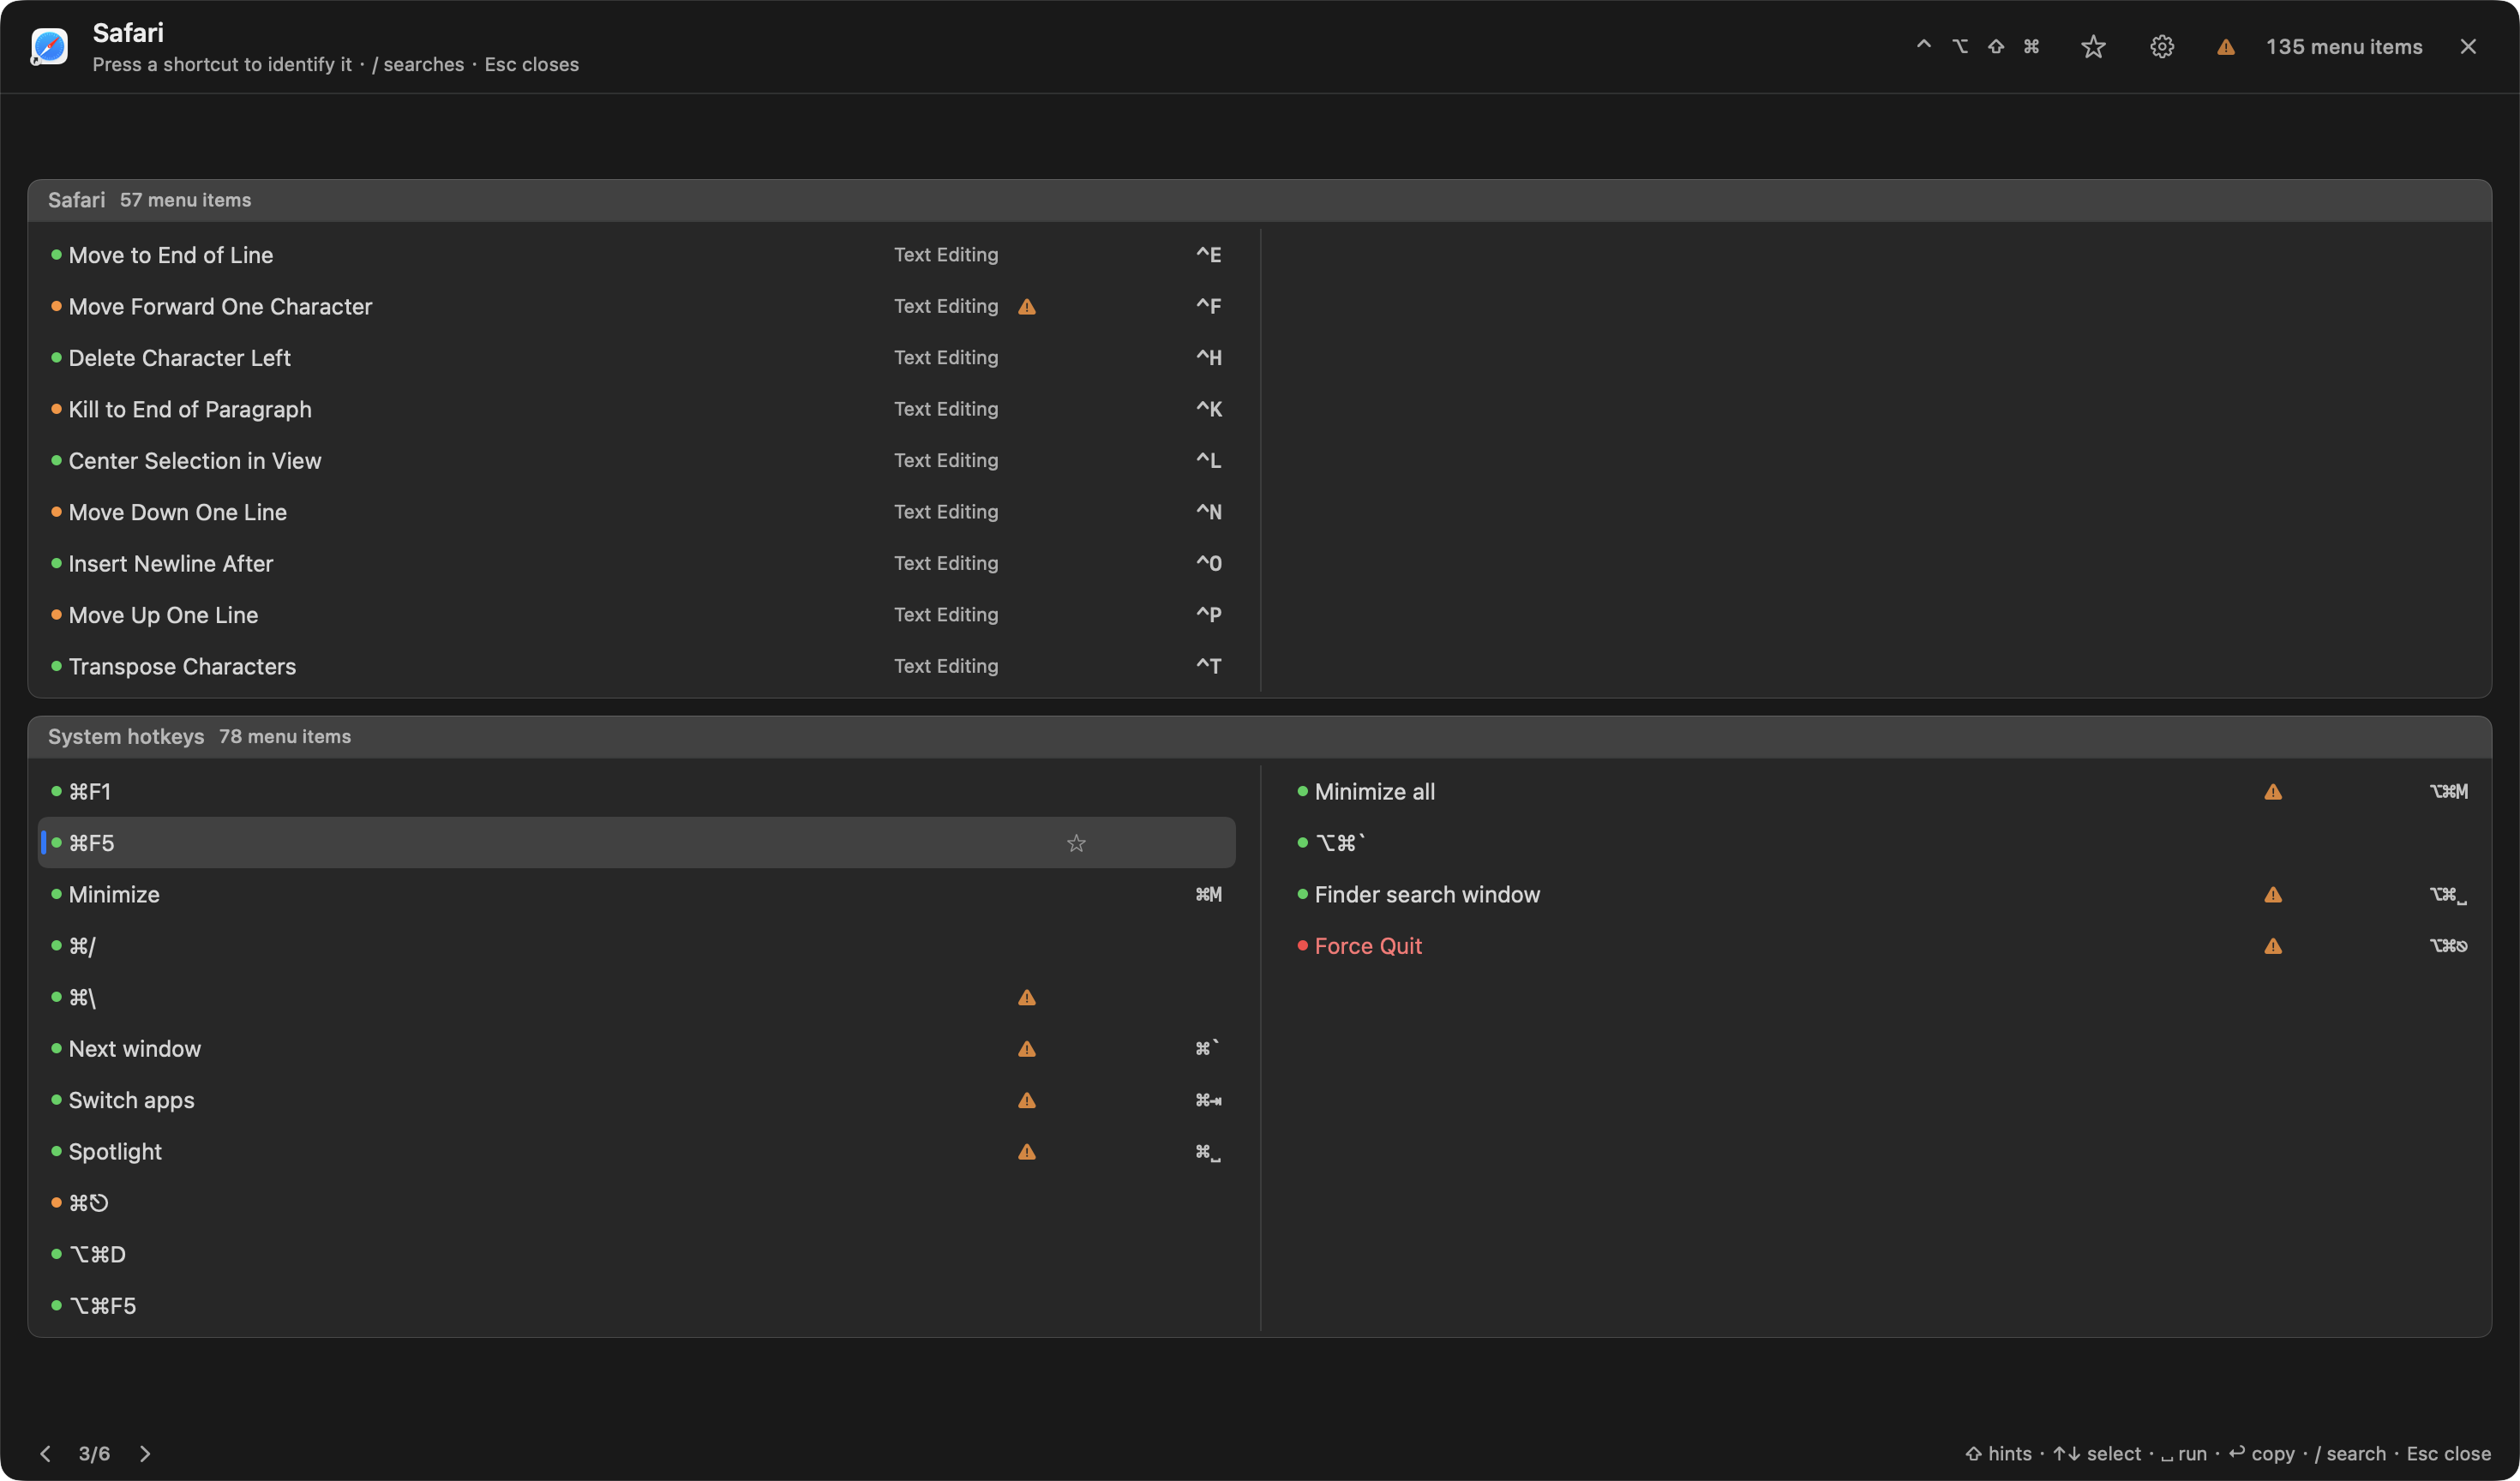 Safari
Press a shortcut to identify it · / searches · Esc closes
^ ⌥ ⇧ ⌘ 135 menu items
Safari 57 menu items
Move to End of Line Text Editing ^E
Move Forward One Character Text Editing ^F
Delete Character Left Text Editing ^H
Kill to End of Paragraph Text Editing ^K
Center Selection in View Text Editing ^L
Move Down One Line Text Editing ^N
Insert Newline After Text Editing ^O
Move Up One Line Text Editing ^P
Transpose Characters Text Editing ^T
System hotkeys 78 menu items
⌘F1
⌘F5
Minimize ⌘M
⌘/
⌘\
Next window ⌘`
Switch apps ⌘⇥
Spotlight ⌘␣
⌘⎋
⌥⌘D
⌥⌘F5
Minimize all ⌥⌘M
⌥⌘`
Finder search window ⌥⌘␣
Force Quit ⌥⌘⎋
3/6
⇧ hints · ↑↓ select · ␣ run · ↩ copy · / search · Esc close